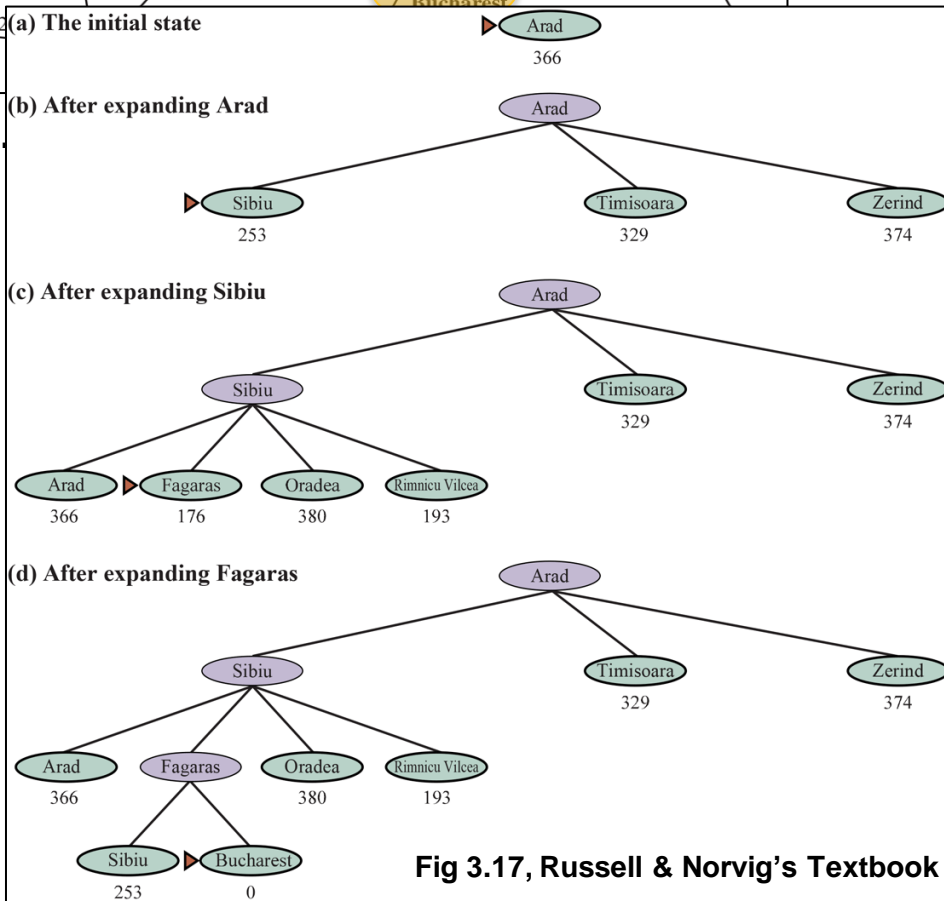 Bucharest
2
(a) The initial state
Arad
366
(b) After expanding Arad
Arad
Sibiu
Timisoara
Zerind
253
329
374
(c) After expanding Sibiu
Arad
Sibiu
Timisoara
Zerind
329
374
Arad
Fagaras
Oradea
Rimnicu Vilcea
366
176
380
193
(d) After expanding Fagaras
Arad
Sibiu
Timisoara
Zerind
329
374
Arad
Fagaras
Oradea
Rimnicu Vilcea
366
380
193
Sibiu
Bucharest
253
0
Fig 3.17, Russell & Norvig's Textbook